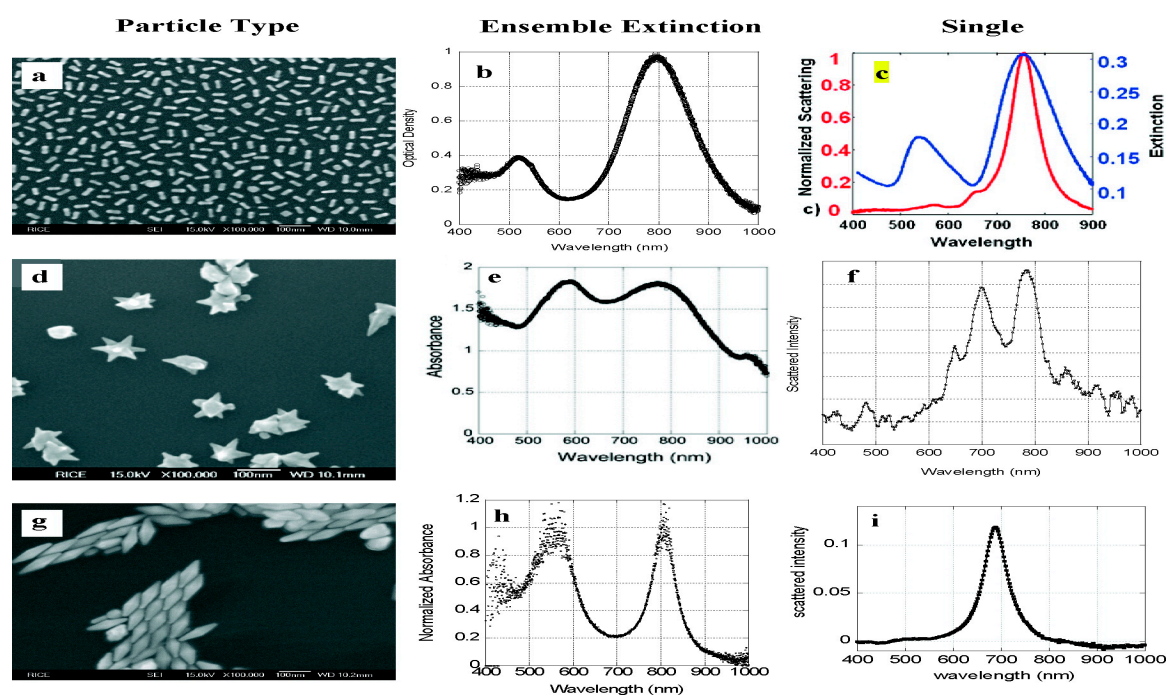 Particle Type
Ensemble Extinction
Single
a
RICE SEI 15.0kV X100,000 100nm WD 10.0mm
b
1
0.8
0.6
0.4
0.2
0
Optical Density
400 500 600 700 800 900 1000
Wavelength (nm)
c
1
0.8
0.6
0.4
0.2
0
Normalized Scattering
0.3
0.25
0.2
0.15
0.1
Extinction
c)
400 500 600 700 800 900
Wavelength
d
RICE 15.0kV X100,000 100nm WD 10.1mm
e
2
1.5
1
0.5
0
Absorbance
400 500 600 700 800 900 1000
Wavelength (nm)
f
Scattered Intensity
400 500 600 700 800 900 1000
Wavelength (nm)
g
RICE SEI 15.0kV X100,000 100nm WD 10.2mm
h
1.2
1
0.8
0.6
0.4
0.2
0
Normalized Absorbance
400 500 600 700 800 900 1000
Wavelength (nm)
i
0.1
0.05
0
scattered intensity
400 500 600 700 800 900 1000
wavelength (nm)